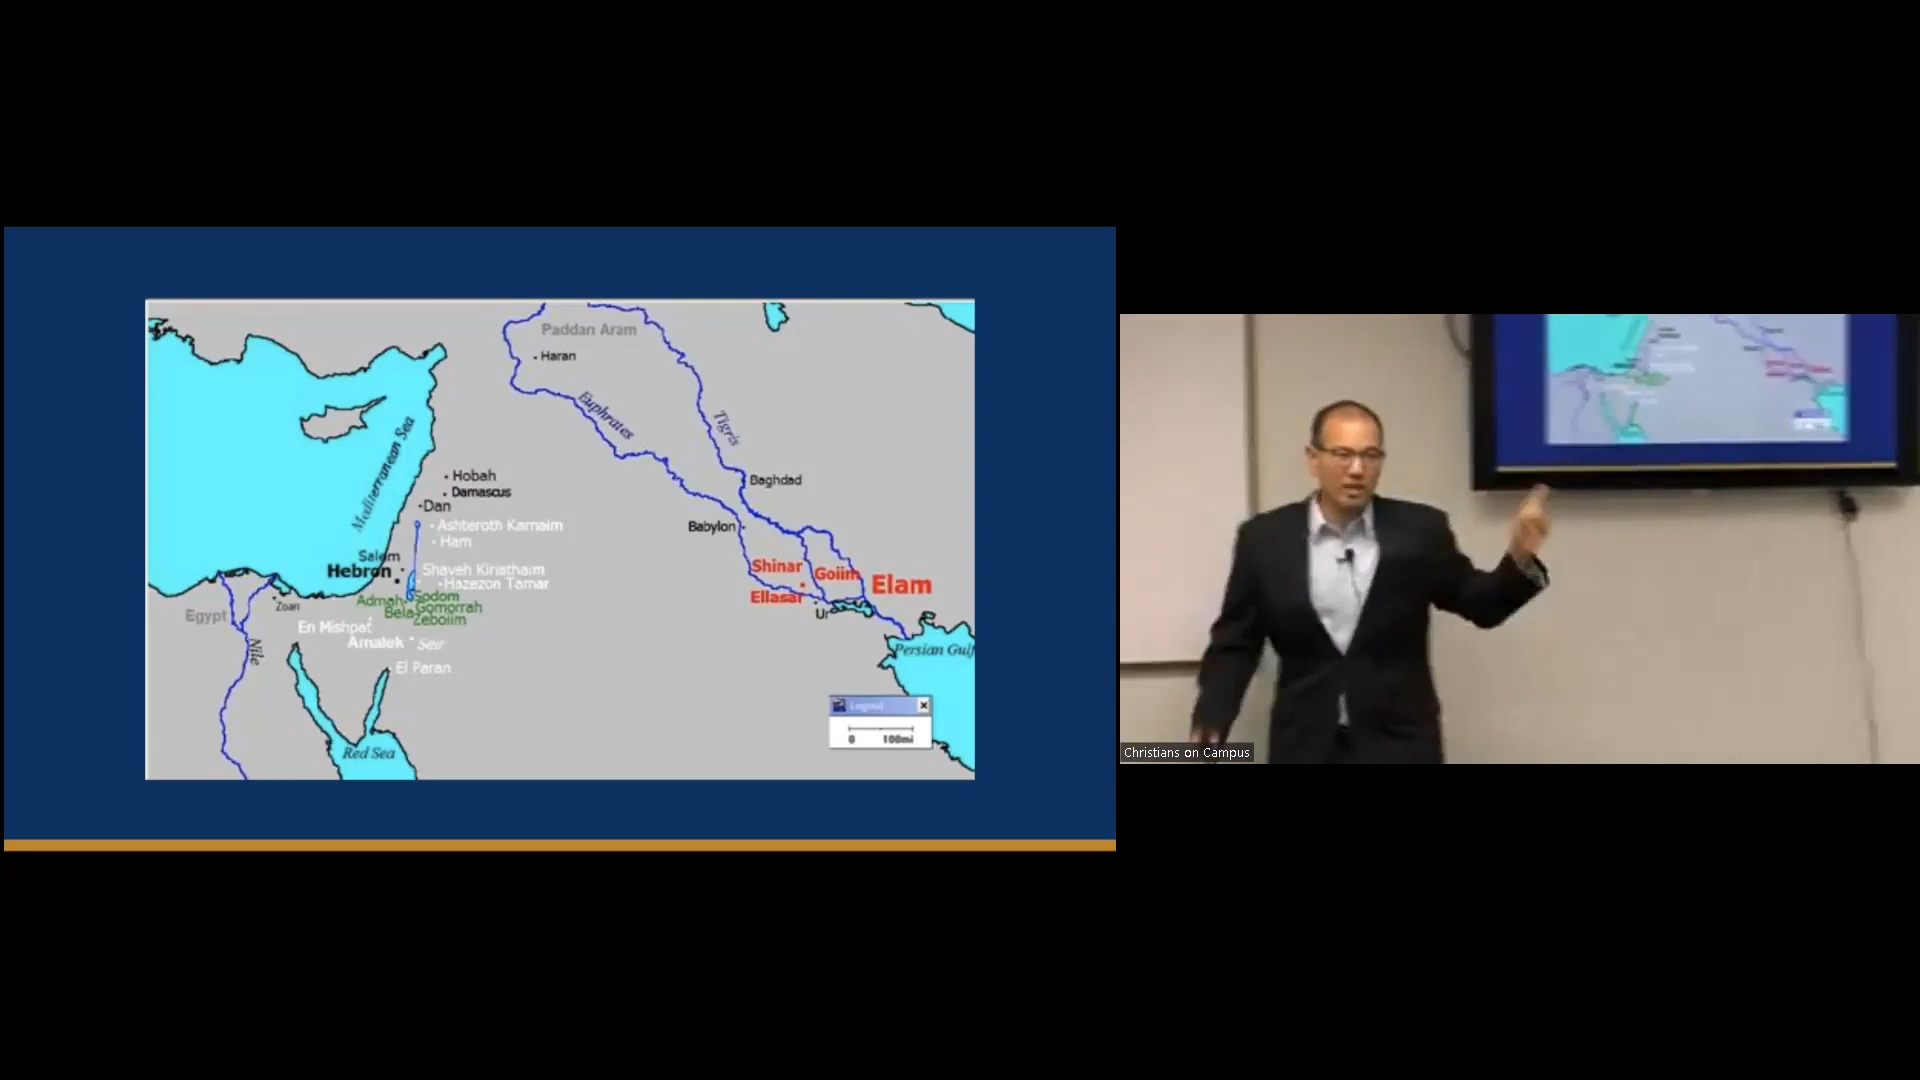 Paddan Aram
Haran
Euphrates
Tigris
Mediterranean Sea
Hobah
Damascus
Baghdad
Dan
Ashteroth Karnaim
Babylon
Ham
Salem
Hebron
Shaveh Kiriathaim
Shinar
Goiim
Elam
Hazezon Tamar
Admah
Sodom
Ellasar
Zoan
Gomorrah
Ur
Egypt
Bela
Zeboiim
En Mishpat
Nile
Amalek
Seir
Persian Gulf
El Paran
Legend
0 100mi
Red Sea
Christians on Campus